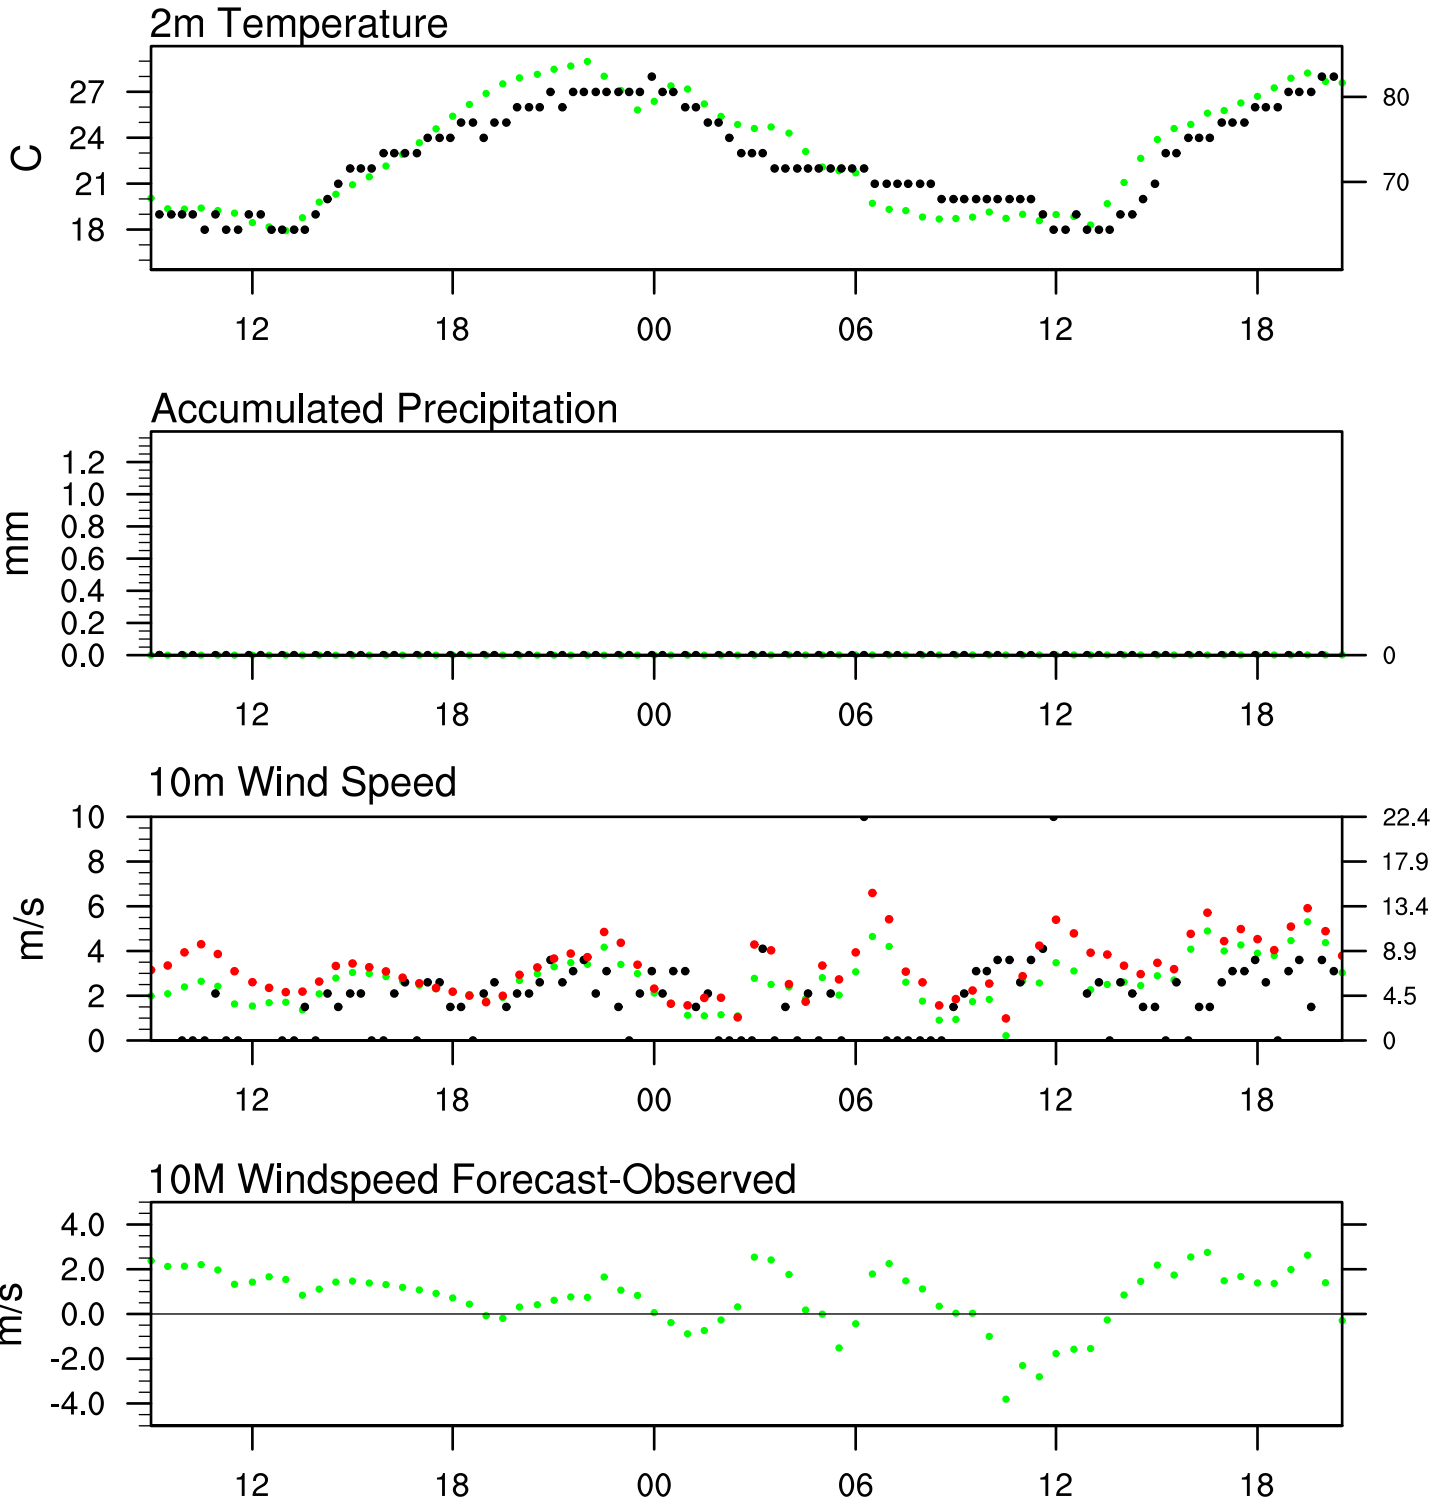 2m Temperature
C
27
24
21
18
80
70
12 18 00 06 12 18
Accumulated Precipitation
mm
1.2
1.0
0.8
0.6
0.4
0.2
0.0
0
12 18 00 06 12 18
10m Wind Speed
m/s
10
8
6
4
2
0
22.4
17.9
13.4
8.9
4.5
0
12 18 00 06 12 18
10M Windspeed Forecast-Observed
m/s
4.0
2.0
0.0
-2.0
-4.0
12 18 00 06 12 18